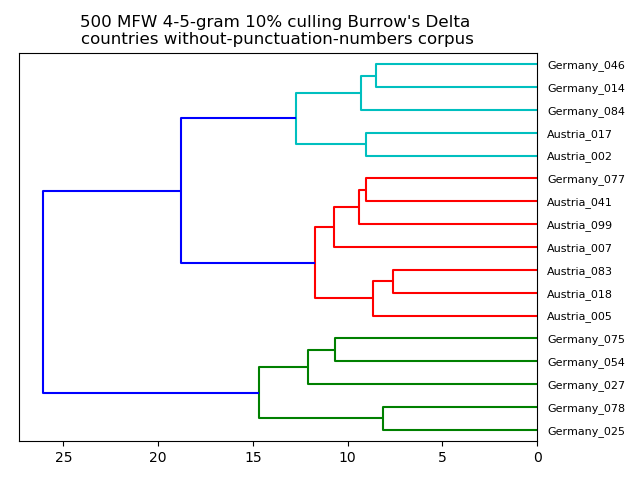 500 MFW 4-5-gram 10% culling Burrow's Delta
countries without-punctuation-numbers corpus
Germany_046
Germany_014
Germany_084
Austria_017
Austria_002
Germany_077
Austria_041
Austria_099
Austria_007
Austria_083
Austria_018
Austria_005
Germany_075
Germany_054
Germany_027
Germany_078
Germany_025
25 20 15 10 5 0